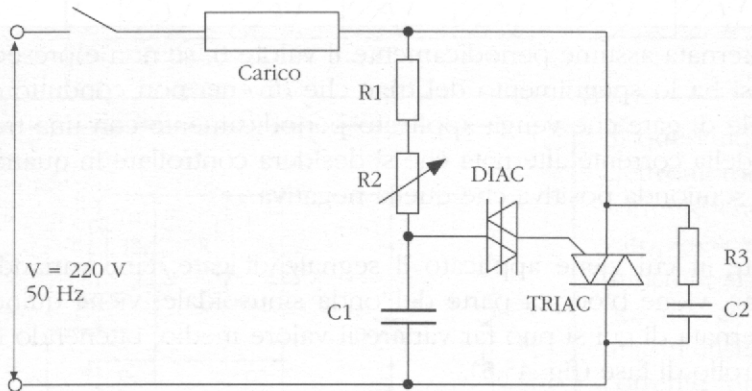 Carico
R1
R2
DIAC
V = 220 V
50 Hz
C1
TRIAC
R3
C2